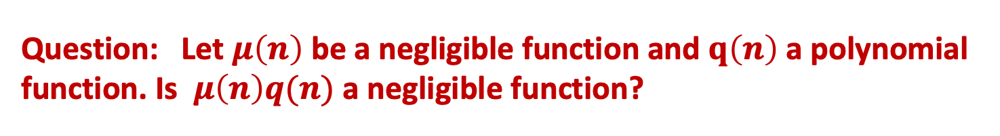 Question: Let μ(n) be a negligible function and q(n) a polynomial
function. Is μ(n)q(n) a negligible function?